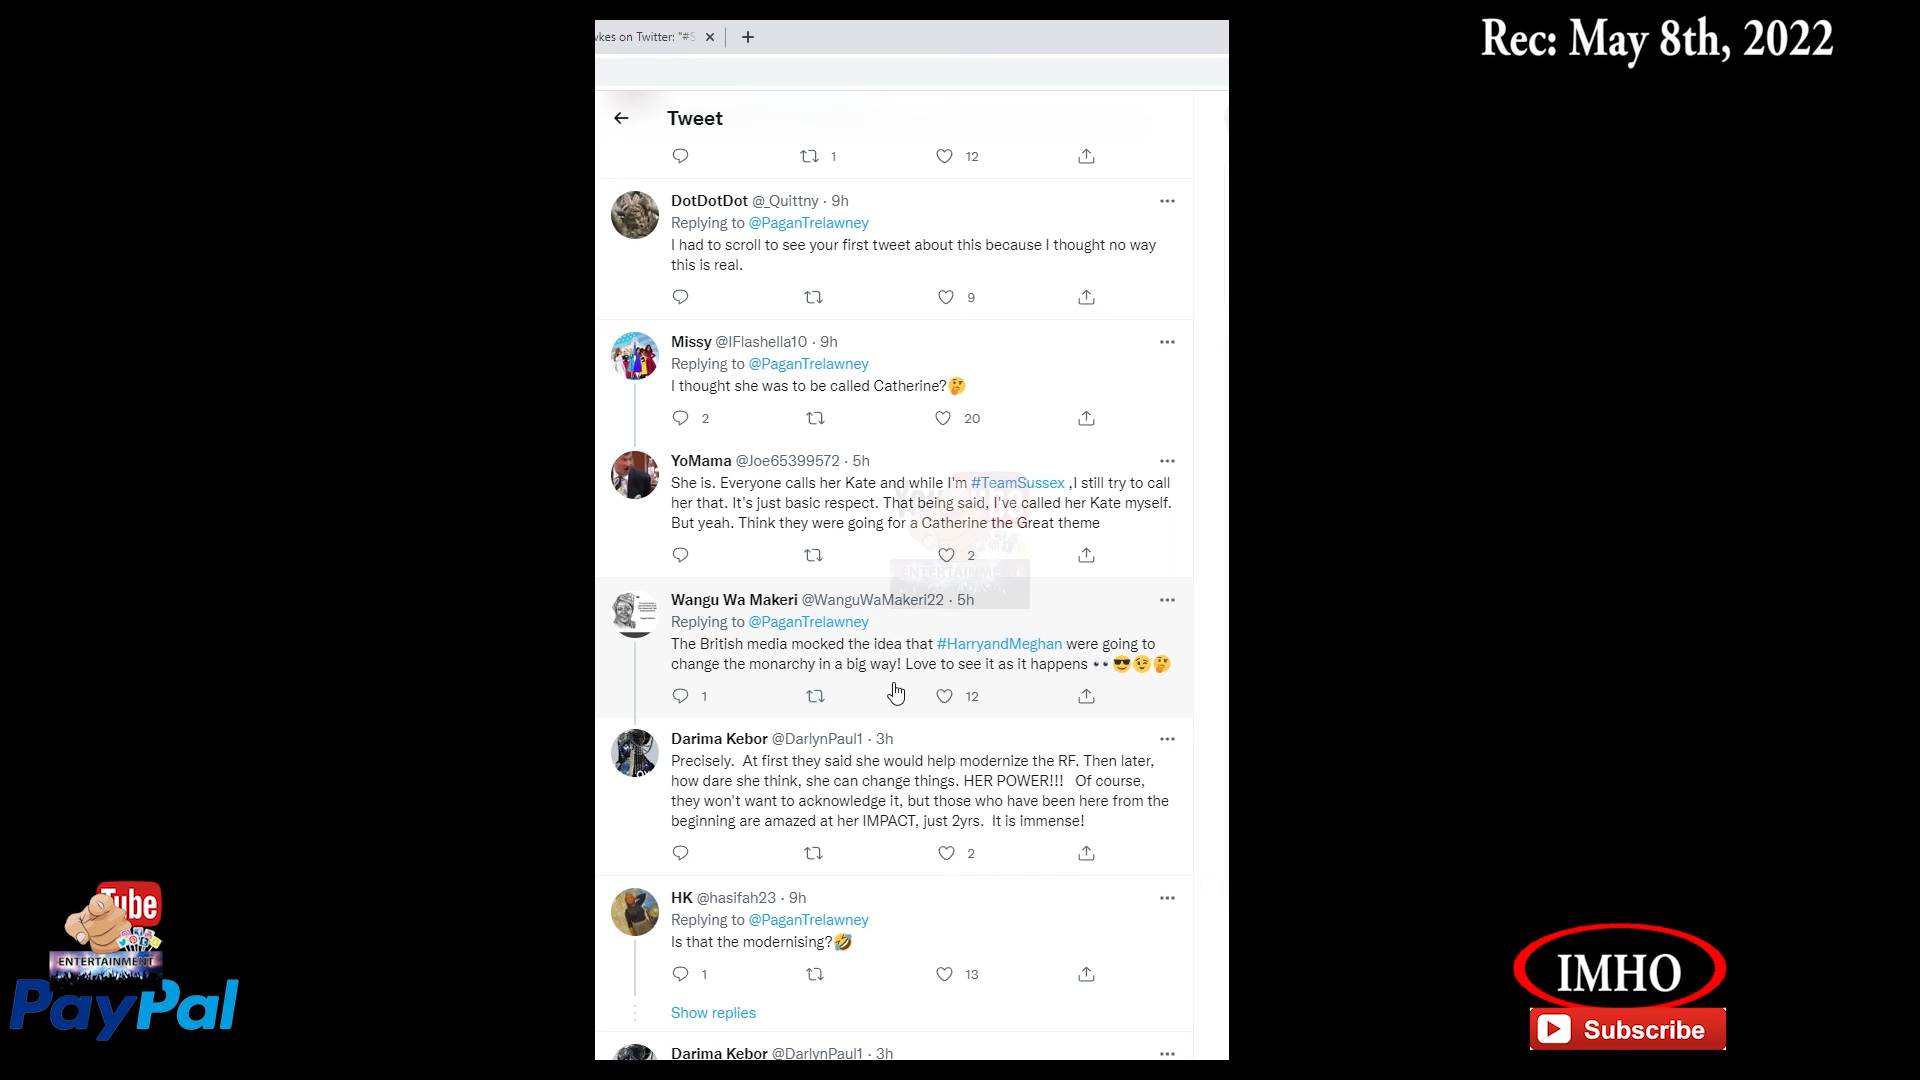 Rec: May 8th, 2022
on Twitter: "#S
Tweet
1 12
DotDotDot @_Quittny · 9h
Replying to @PaganTrelawney
I had to scroll to see your first tweet about this because I thought no way
this is real.
9
Missy @IFlashella10 · 9h
Replying to @PaganTrelawney
I thought she was to be called Catherine?🤔
2 20
YoMama @Joe65399572 · 5h
She is. Everyone calls her Kate and while I'm #TeamSussex ,I still try to call
her that. It's just basic respect. That being said, I've called her Kate myself.
But yeah. Think they were going for a Catherine the Great theme
2
ENTERTAINME
Wangu Wa Makeri @WanguWaMakeri22 · 5h
Replying to @PaganTrelawney
The British media mocked the idea that #HarryandMeghan were going to
change the monarchy in a big way! Love to see it as it happens 👀😎😉🤔
1 12
Darima Kebor @DarlynPaul1 · 3h
Precisely. At first they said she would help modernize the RF. Then later,
how dare she think, she can change things. HER POWER!!! Of course,
they won't want to acknowledge it, but those who have been here from the
beginning are amazed at her IMPACT, just 2yrs. It is immense!
2
HK @hasifah23 · 9h
Replying to @PaganTrelawney
Is that the modernising?🤣
1 13
Show replies
Darima Kebor @DarlynPaul1 · 3h
Tube
ENTERTAINMENT
PayPal
IMHO
Subscribe